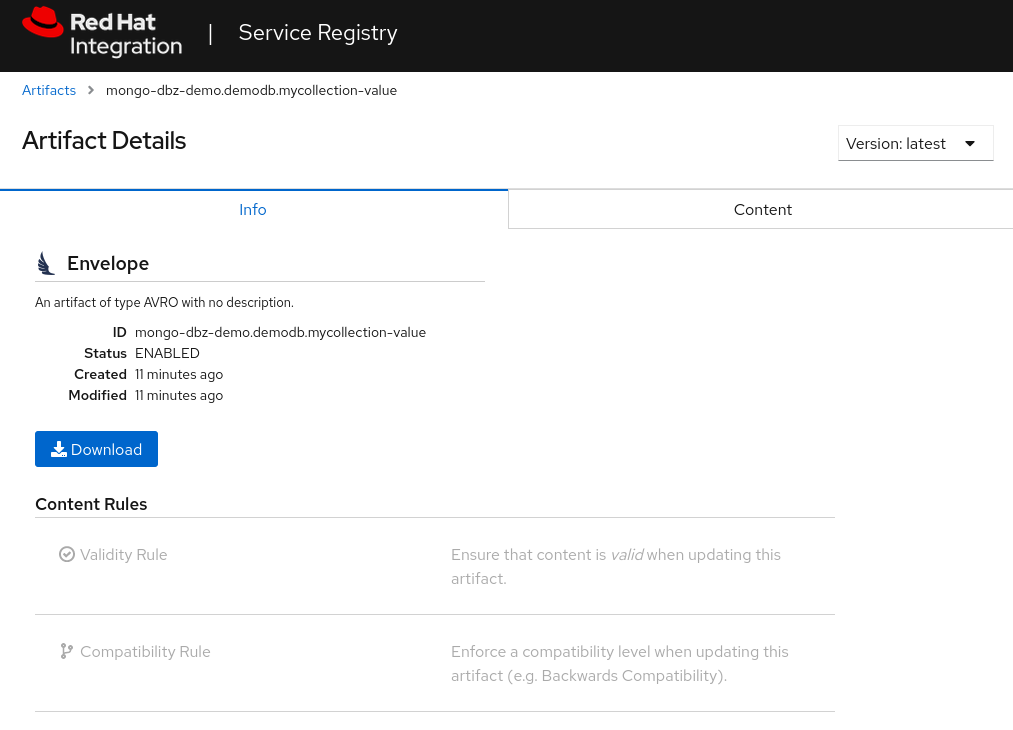 Red Hat
Integration
| Service Registry
Artifacts > mongo-dbz-demo.demodb.mycollection-value
Artifact Details
Version: latest
Info
Content
Envelope
An artifact of type AVRO with no description.
ID mongo-dbz-demo.demodb.mycollection-value
Status ENABLED
Created 11 minutes ago
Modified 11 minutes ago
Download
Content Rules
Validity Rule
Ensure that content is valid when updating this
artifact.
Compatibility Rule
Enforce a compatibility level when updating this
artifact (e.g. Backwards Compatibility).